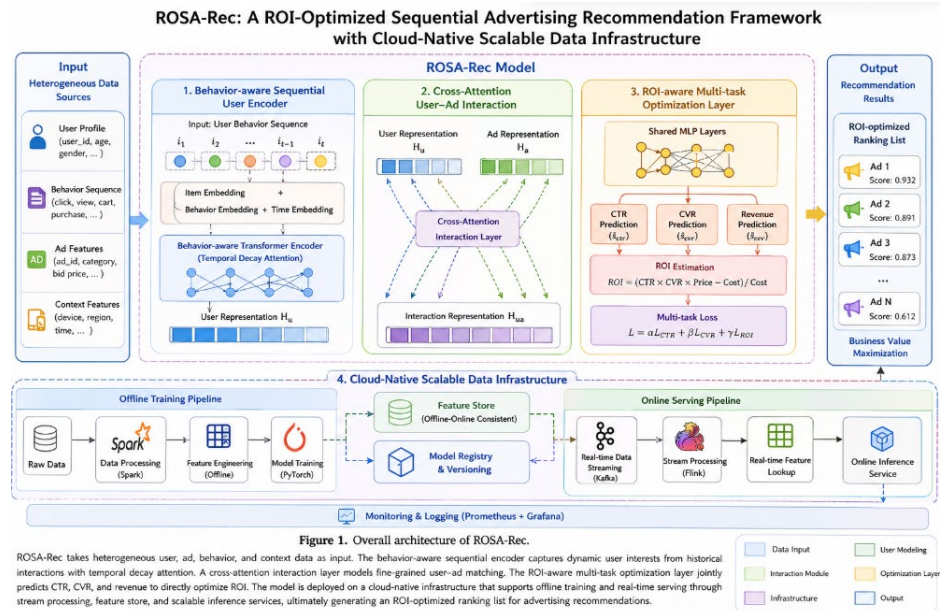 ROSA-Rec: A ROI-Optimized Sequential Advertising Recommendation Framework
with Cloud-Native Scalable Data Infrastructure
Input
Heterogeneous Data
Sources
User Profile
(user_id, age,
gender, ... )
Behavior Sequence
(click, view, cart,
purchase, ... )
AD
Ad Features
(ad_id, category,
bid price, ... )
Context Features
(device, region,
time, ... )
ROSA-Rec Model
1. Behavior-aware Sequential
User Encoder
Input: User Behavior Sequence
i₁ i₂ ... iₜ₋₁ iₜ
Item Embedding +
Behavior Embedding + Time Embedding
Behavior-aware Transformer Encoder
(Temporal Decay Attention)
User Representation Hᵤ
2. Cross-Attention
User–Ad Interaction
User Representation
Hᵤ
Ad Representation
Hₐ
Cross-Attention
Interaction Layer
Interaction Representation Hᵤₐ
3. ROI-aware Multi-task
Optimization Layer
Shared MLP Layers
CTR
Prediction
CVR
Prediction
Revenue
Prediction
ROI Estimation
ROI = (CTR × CVR × Price − Cost) / Cost
Multi-task Loss
L = αL_CTR + βL_CVR + γL_ROI
Output
Recommendation
Results
ROI-optimized
Ranking List
Ad 1
Score: 0.932
Ad 2
Score: 0.891
Ad 3
Score: 0.873
...
Ad N
Score: 0.612
Business Value
Maximization
4. Cloud-Native Scalable Data Infrastructure
Offline Training Pipeline
Raw Data
Spark
Data Processing
(Spark)
Feature Engineering
(Offline)
Model Training
(PyTorch)
Feature Store
(Offline-Online Consistent)
Model Registry
& Versioning
Online Serving Pipeline
Real-time Data
Streaming
(Kafka)
Stream Processing
(Flink)
Real-time Feature
Lookup
Online Inference
Service
Monitoring & Logging (Prometheus + Grafana)
Figure 1. Overall architecture of ROSA-Rec.
ROSA-Rec takes heterogeneous user, ad, behavior, and context data as input. The behavior-aware sequential encoder captures dynamic user interests from historical
interactions with temporal decay attention. A cross-attention interaction layer models fine-grained user–ad matching. The ROI-aware multi-task optimization layer jointly
predicts CTR, CVR, and revenue to directly optimize ROI. The model is deployed on a cloud-native infrastructure that supports offline training and real-time serving through
stream processing, feature store, and scalable inference services, ultimately generating an ROI-optimized ranking list for advertising recommendations.
Data Input
User Modeling
Interaction Module
Optimization Layer
Infrastructure
Output